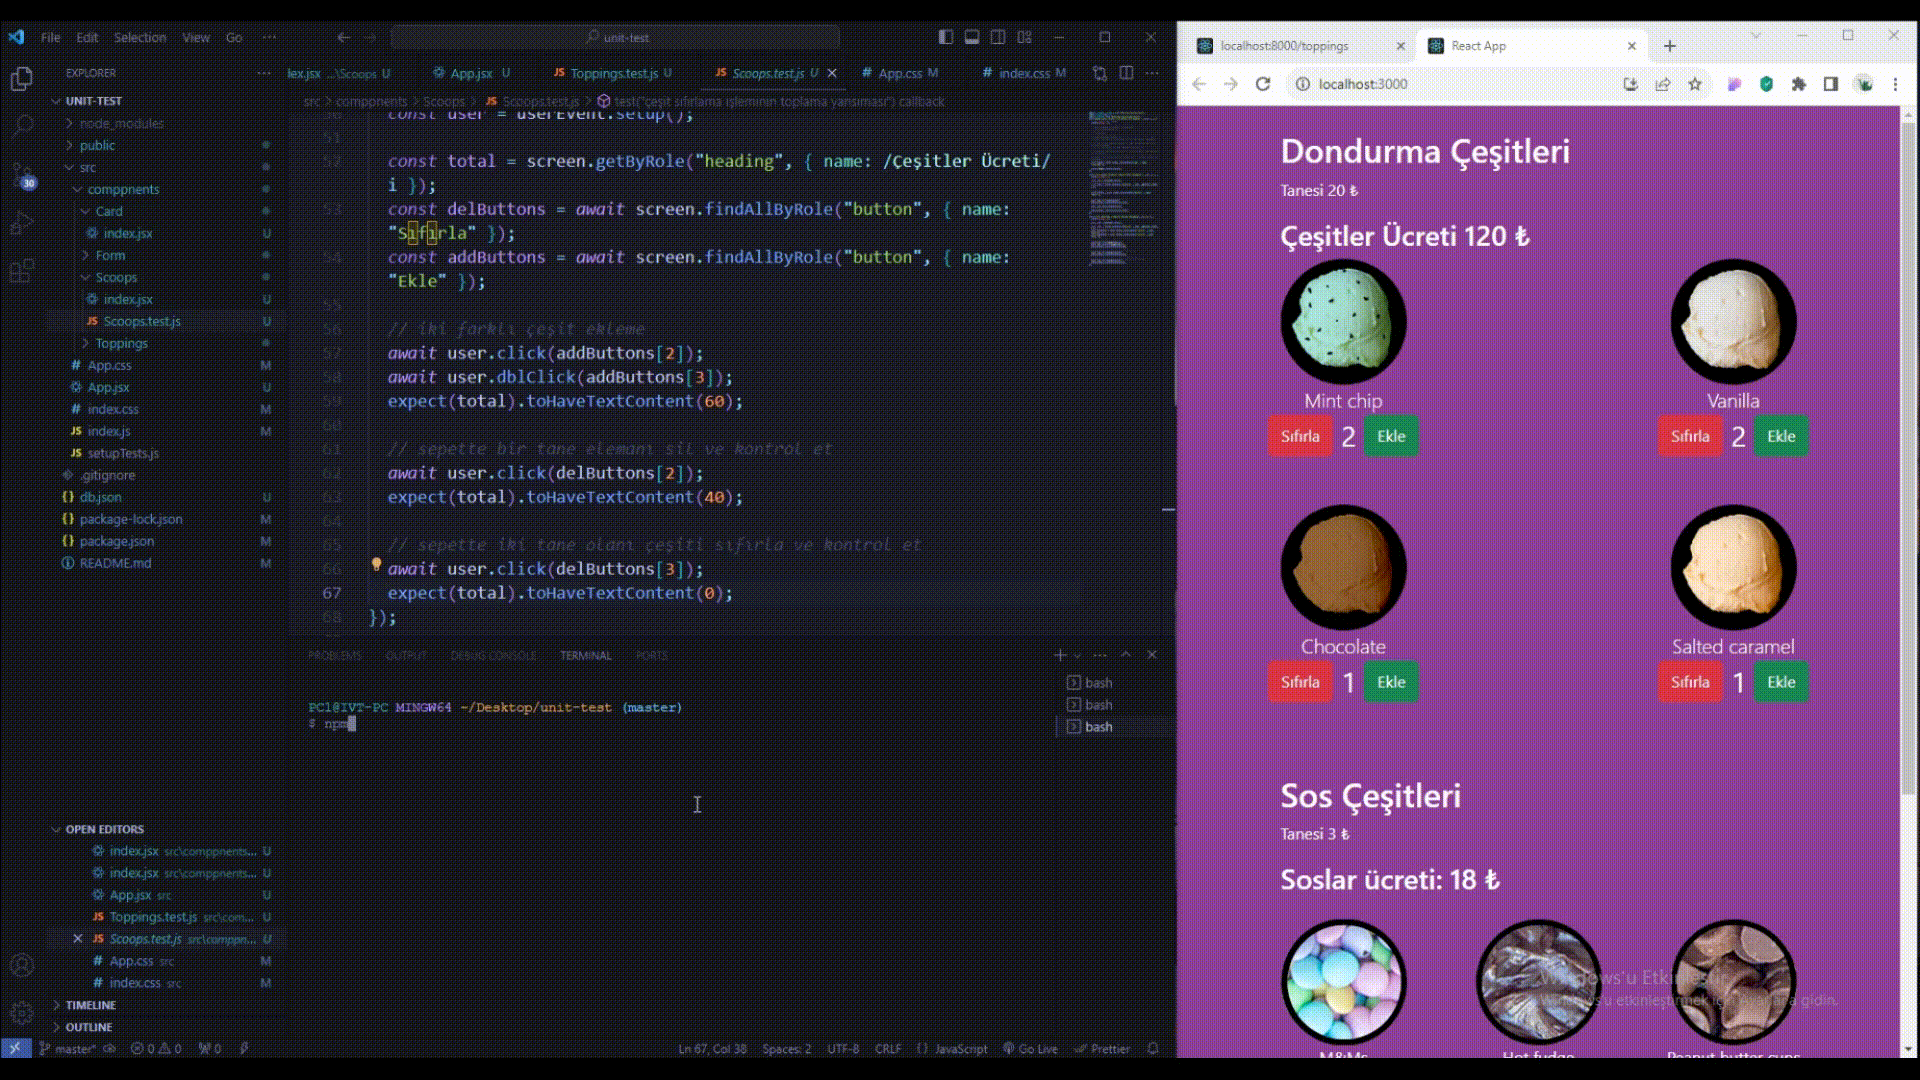 File Edit Selection View Go ···
unit-test
EXPLORER
UNIT-TEST
node_modules
public
src
comppnents
Card
index.jsx U
Form
Scoops
index.jsx U
JS Scoops.test.js U
Toppings
# App.css M
App.jsx U
# index.css M
JS index.js M
JS setupTests.js
.gitignore
{} db.json U
{} package-lock.json M
{} package.json M
README.md M
OPEN EDITORS
index.jsx src\comppnents... U
index.jsx src\comppnents... U
App.jsx src U
JS Toppings.test.js src\com... U
JS Scoops.test.js src\comppn... U
# App.css src M
# index.css src M
TIMELINE
OUTLINE
dex.jsx ...\Scoops U App.jsx U JS Toppings.test.js U JS Scoops.test.js U # App.css M # index.css M
src > comppnents > Scoops > JS Scoops.test.js > test("çeşit sıfırlama işleminin toplama yansıması") callback
50 const user = userEvent.setup();
51
52 const total = screen.getByRole("heading", { name: /Çeşitler Ücreti/
i });
53 const delButtons = await screen.findAllByRole("button", { name:
"Sıfırla" });
54 const addButtons = await screen.findAllByRole("button", { name:
"Ekle" });
55
56 // iki farklı çeşit ekleme
57 await user.click(addButtons[2]);
58 await user.dblClick(addButtons[3]);
59 expect(total).toHaveTextContent(60);
60
61 // sepette bir tane elemanı sil ve kontrol et
62 await user.click(delButtons[2]);
63 expect(total).toHaveTextContent(40);
64
65 // sepette iki tane olanı çeşiti sıfırla ve kontrol et
66 await user.click(delButtons[3]);
67 expect(total).toHaveTextContent(0);
68 });
PROBLEMS OUTPUT DEBUG CONSOLE TERMINAL PORTS
PC1@IVT-PC MINGW64 ~/Desktop/unit-test (master)
$ npm
bash
bash
bash
30
master* 0 0 0
Ln 67, Col 38 Spaces: 2 UTF-8 CRLF {} JavaScript Go Live Prettier
localhost:8000/toppings
React App
localhost:3000
Dondurma Çeşitleri
Tanesi 20 ₺
Çeşitler Ücreti 120 ₺
Mint chip
Sıfırla 2 Ekle
Vanilla
Sıfırla 2 Ekle
Chocolate
Sıfırla 1 Ekle
Salted caramel
Sıfırla 1 Ekle
Sos Çeşitleri
Tanesi 3 ₺
Soslar ücreti: 18 ₺
M&Ms
Hot fudge
Peanut butter cups
Windows'u Etkinleştir
Windows'u etkinleştirmek için Ayarlar'a gidin.